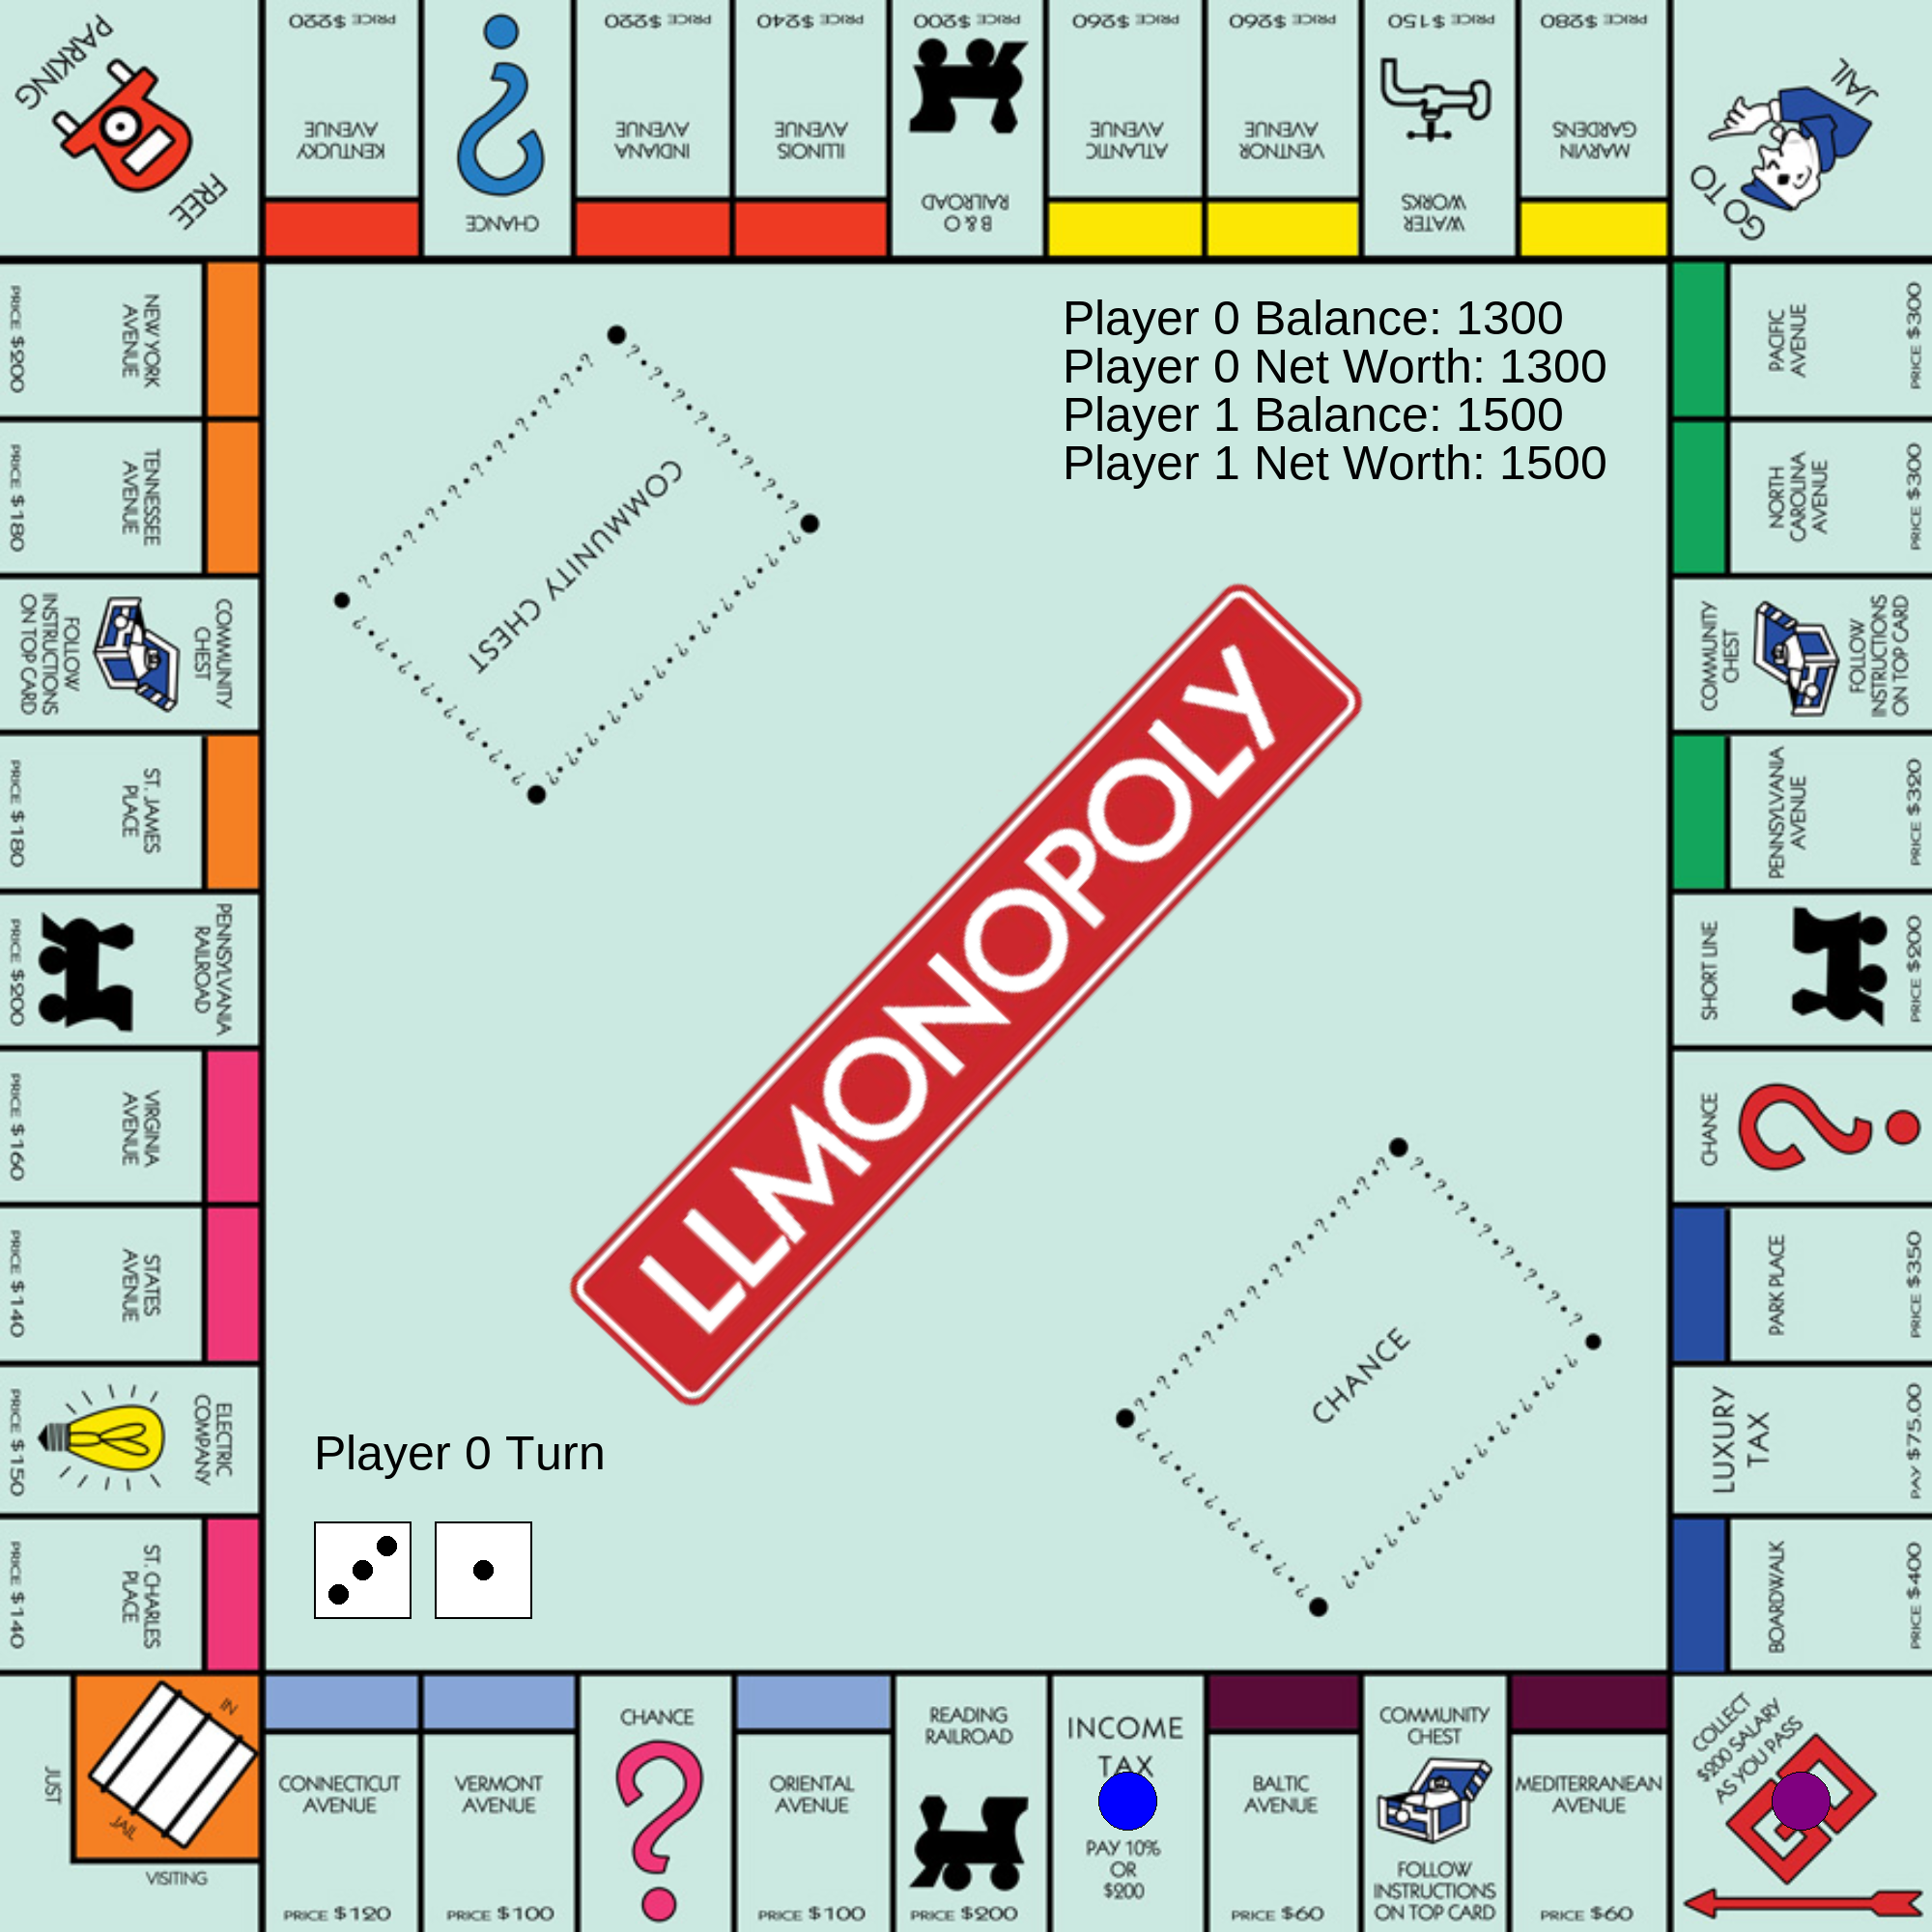 FREE
PARKING
PRICE $220
KENTUCKY
AVENUE
CHANCE
PRICE $220
INDIANA
AVENUE
PRICE $240
ILLINOIS
AVENUE
PRICE $200
B & O
RAILROAD
PRICE $260
ATLANTIC
AVENUE
PRICE $260
VENTNOR
AVENUE
PRICE $150
WATER
WORKS
PRICE $280
MARVIN
GARDENS
GO TO
JAIL
NEW YORK
AVENUE
PRICE $200
TENNESSEE
AVENUE
PRICE $180
COMMUNITY
CHEST
FOLLOW
INSTRUCTIONS
ON TOP CARD
ST. JAMES
PLACE
PRICE $180
PENNSYLVANIA
RAILROAD
PRICE $200
VIRGINIA
AVENUE
PRICE $160
STATES
AVENUE
PRICE $140
ELECTRIC
COMPANY
PRICE $150
ST. CHARLES
PLACE
PRICE $140
Player 0 Balance: 1300
Player 0 Net Worth: 1300
Player 1 Balance: 1500
Player 1 Net Worth: 1500
COMMUNITY CHEST
LLMONOPOLY
CHANCE
Player 0 Turn
PACIFIC
AVENUE
PRICE $300
NORTH
CAROLINA
AVENUE
PRICE $300
COMMUNITY
CHEST
FOLLOW
INSTRUCTIONS
ON TOP CARD
PENNSYLVANIA
AVENUE
PRICE $320
SHORT LINE
PRICE $200
CHANCE
PARK PLACE
PRICE $350
LUXURY
TAX
PAY $75.00
BOARDWALK
PRICE $400
JUST
VISITING
IN
JAIL
CONNECTICUT
AVENUE
PRICE $120
VERMONT
AVENUE
PRICE $100
CHANCE
ORIENTAL
AVENUE
PRICE $100
READING
RAILROAD
PRICE $200
INCOME
TAX
PAY 10%
OR
$200
BALTIC
AVENUE
PRICE $60
COMMUNITY
CHEST
FOLLOW
INSTRUCTIONS
ON TOP CARD
MEDITERRANEAN
AVENUE
PRICE $60
COLLECT
$200 SALARY
AS YOU PASS